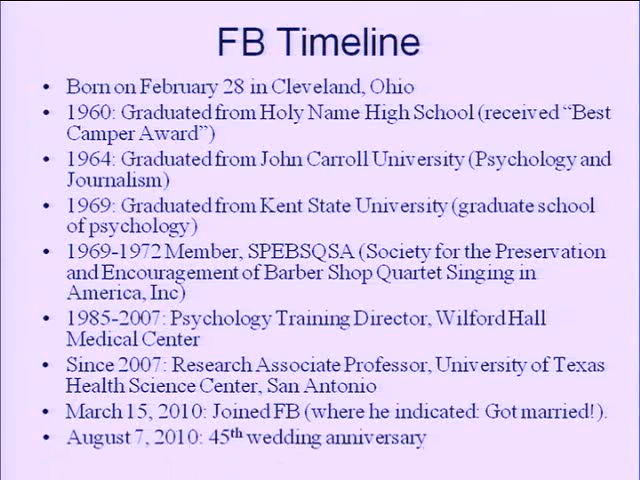 FB Timeline
• Born on February 28 in Cleveland, Ohio
• 1960: Graduated from Holy Name High School (received “Best
Camper Award”)
• 1964: Graduated from John Carroll University (Psychology and
Journalism)
• 1969: Graduated from Kent State University (graduate school
of psychology)
• 1969-1972 Member, SPEBSQSA (Society for the Preservation
and Encouragement of Barber Shop Quartet Singing in
America, Inc)
• 1985-2007: Psychology Training Director, Wilford Hall
Medical Center
• Since 2007: Research Associate Professor, University of Texas
Health Science Center, San Antonio
• March 15, 2010: Joined FB (where he indicated: Got married!).
• August 7, 2010: 45th wedding anniversary